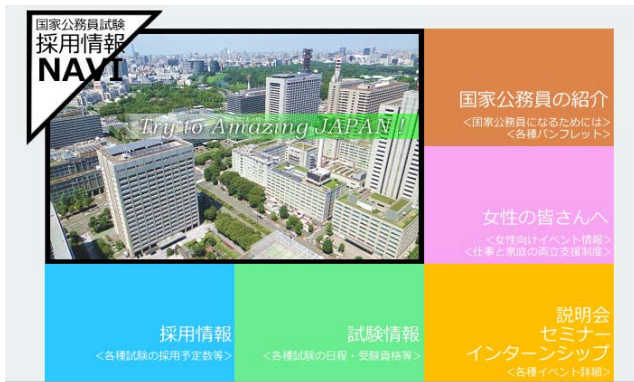 国家公務員試験
採用情報
NAVI
Try to Amazing JAPAN !
国家公務員の紹介
<国家公務員になるためには>
<各種パンフレット>
女性の皆さんへ
<女性向けイベント情報>
<仕事と家庭の両立支援制度>
採用情報
<各種試験の採用予定数等>
試験情報
<各種試験の日程・受験資格等>
説明会
セミナー
インターンシップ
<各種イベント詳細>